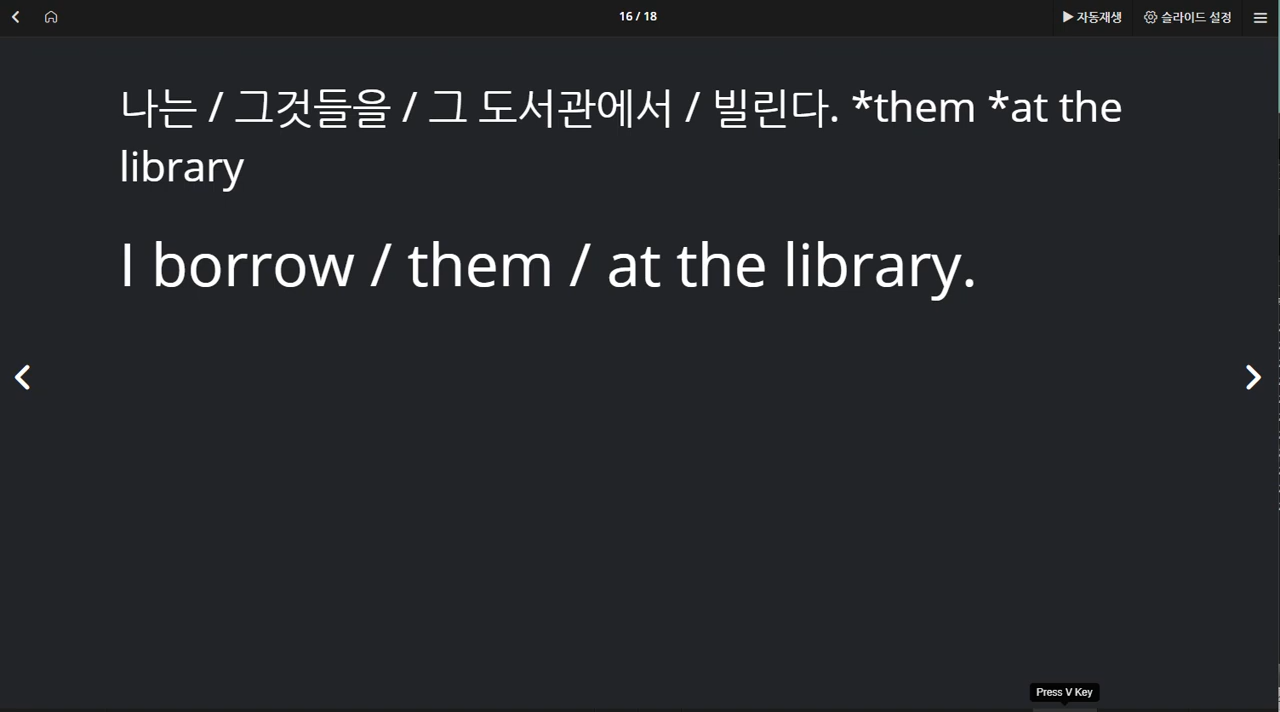 16 / 18
자동재생
슬라이드 설정
나는 / 그것들을 / 그 도서관에서 / 빌린다. *them *at the
library
I borrow / them / at the library.
Press V Key